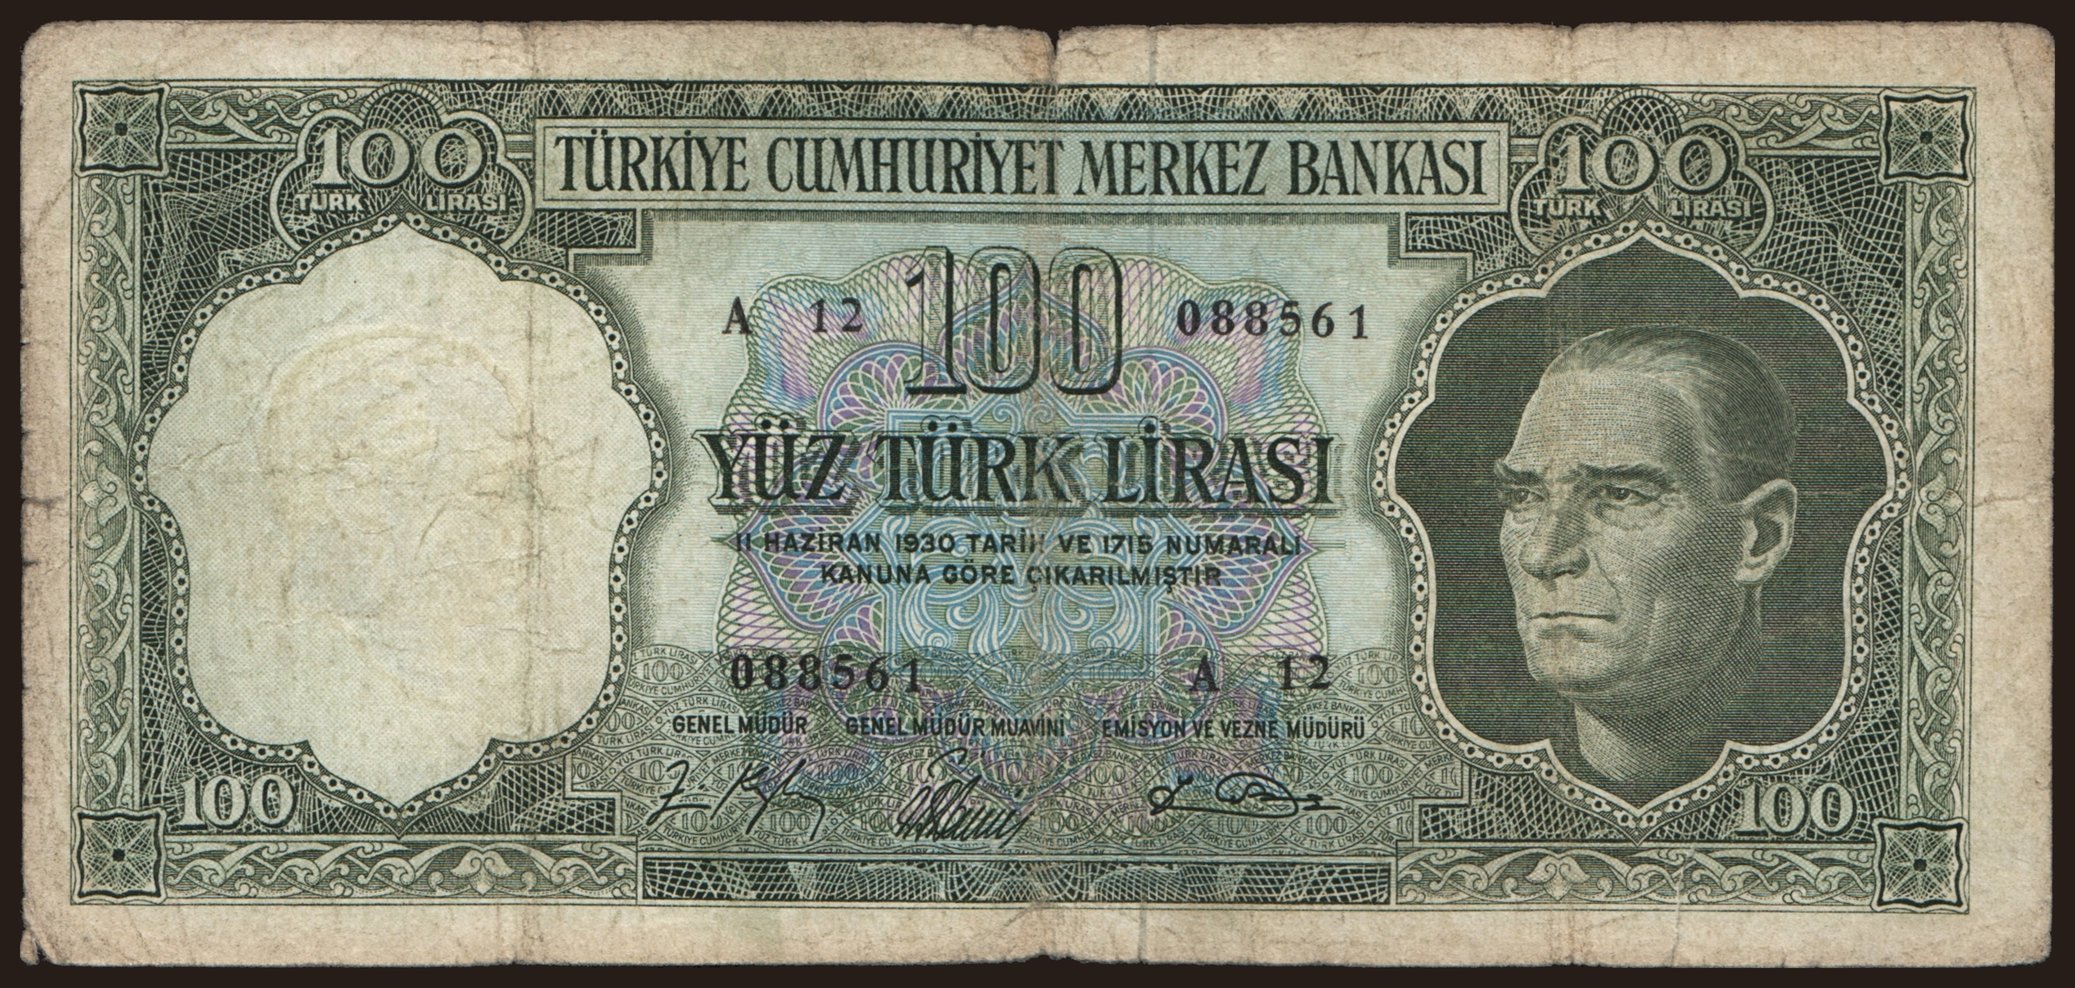 100 TÜRK LİRASI
TÜRKİYE CUMHURİYET MERKEZ BANKASI
100 TÜRK LİRASI
100
A 12 088561
YÜZ TÜRK LİRASI
11 HAZİRAN 1930 TARİH VE 1715 NUMARALI
KANUNA GÖRE ÇIKARILMIŞTIR
088561 A 12
GENEL MÜDÜR GENEL MÜDÜR MUAVİNİ EMİSYON VE VEZNE MÜDÜRÜ
100
100